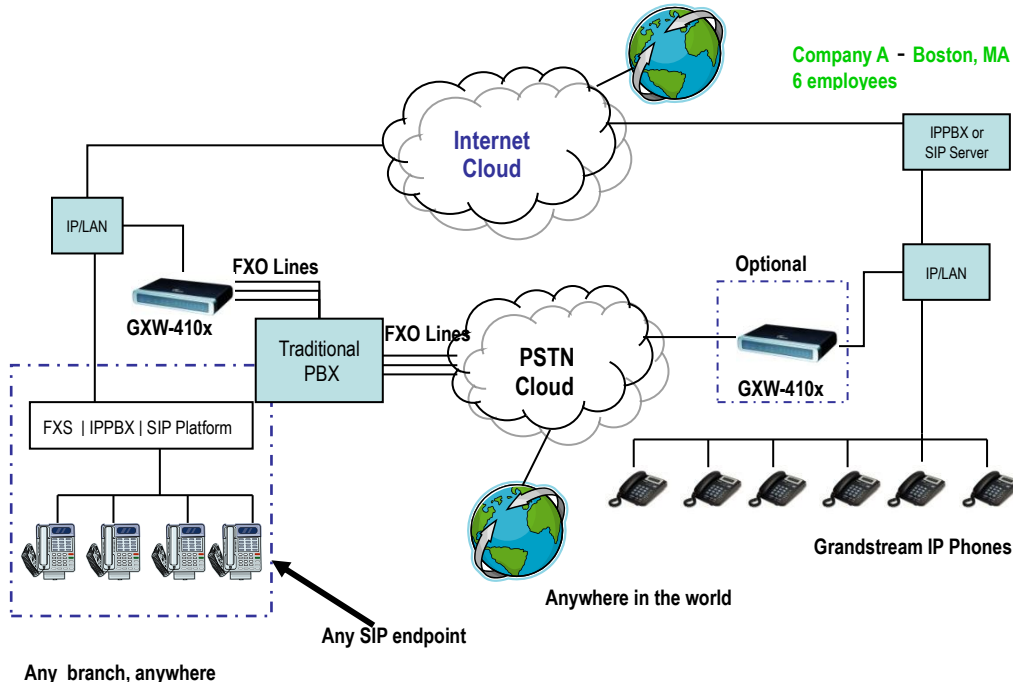 Company A - Boston, MA
6 employees
Internet
Cloud
IPPBX or
SIP Server
IP/LAN
FXO Lines
Optional
IP/LAN
GXW-410x
Traditional
PBX
FXO Lines
PSTN
Cloud
GXW-410x
FXS | IPPBX | SIP Platform
Grandstream IP Phones
Anywhere in the world
Any SIP endpoint
Any branch, anywhere